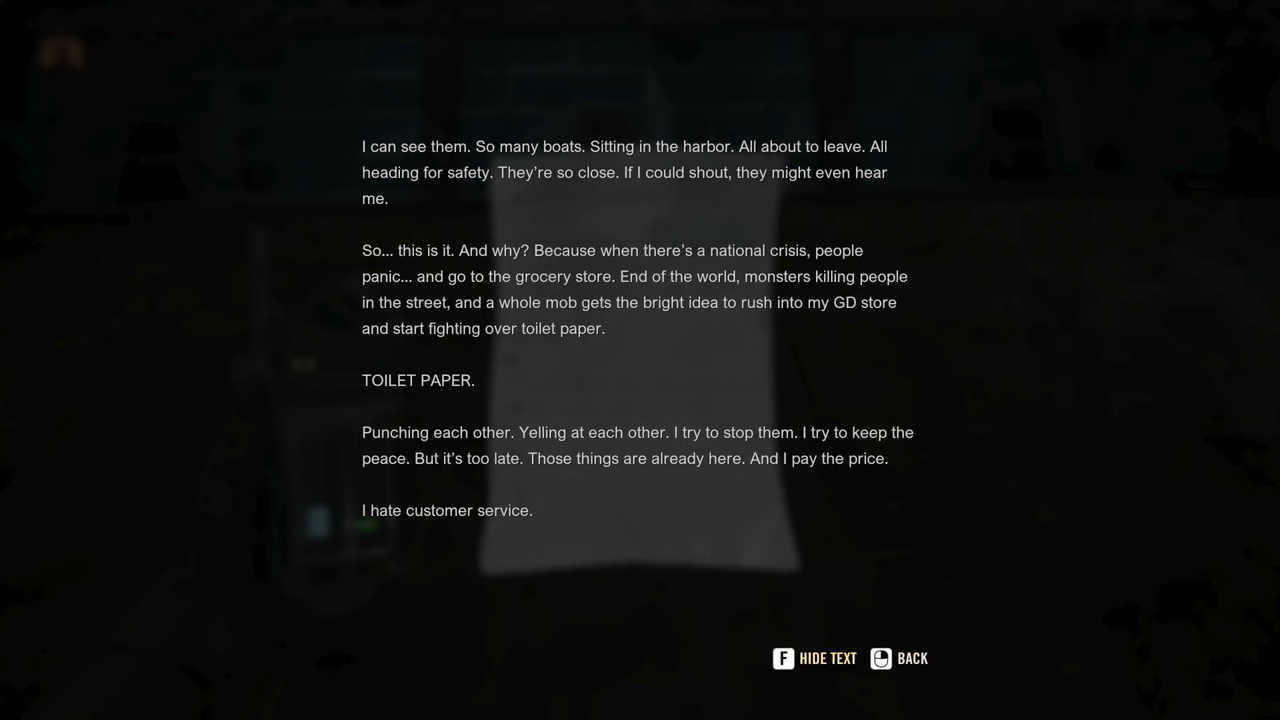 I can see them. So many boats. Sitting in the harbor. All about to leave. All
heading for safety. They’re so close. If I could shout, they might even hear
me.
So... this is it. And why? Because when there’s a national crisis, people
panic... and go to the grocery store. End of the world, monsters killing people
in the street, and a whole mob gets the bright idea to rush into my GD store
and start fighting over toilet paper.
TOILET PAPER.
Punching each other. Yelling at each other. I try to stop them. I try to keep the
peace. But it’s too late. Those things are already here. And I pay the price.
I hate customer service.
F HIDE TEXT BACK